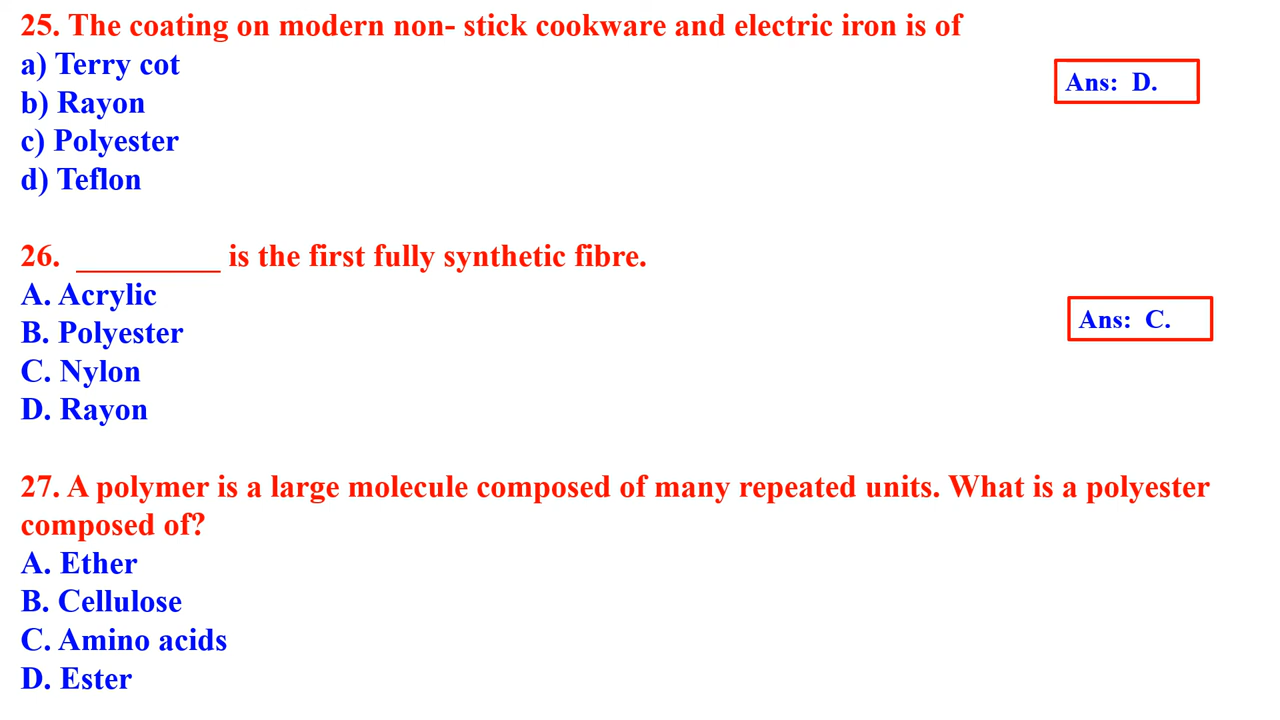 25. The coating on modern non- stick cookware and electric iron is of
a) Terry cot
b) Rayon
c) Polyester
d) Teflon
Ans: D.
26. _________ is the first fully synthetic fibre.
A. Acrylic
B. Polyester
C. Nylon
D. Rayon
Ans: C.
27. A polymer is a large molecule composed of many repeated units. What is a polyester
composed of?
A. Ether
B. Cellulose
C. Amino acids
D. Ester